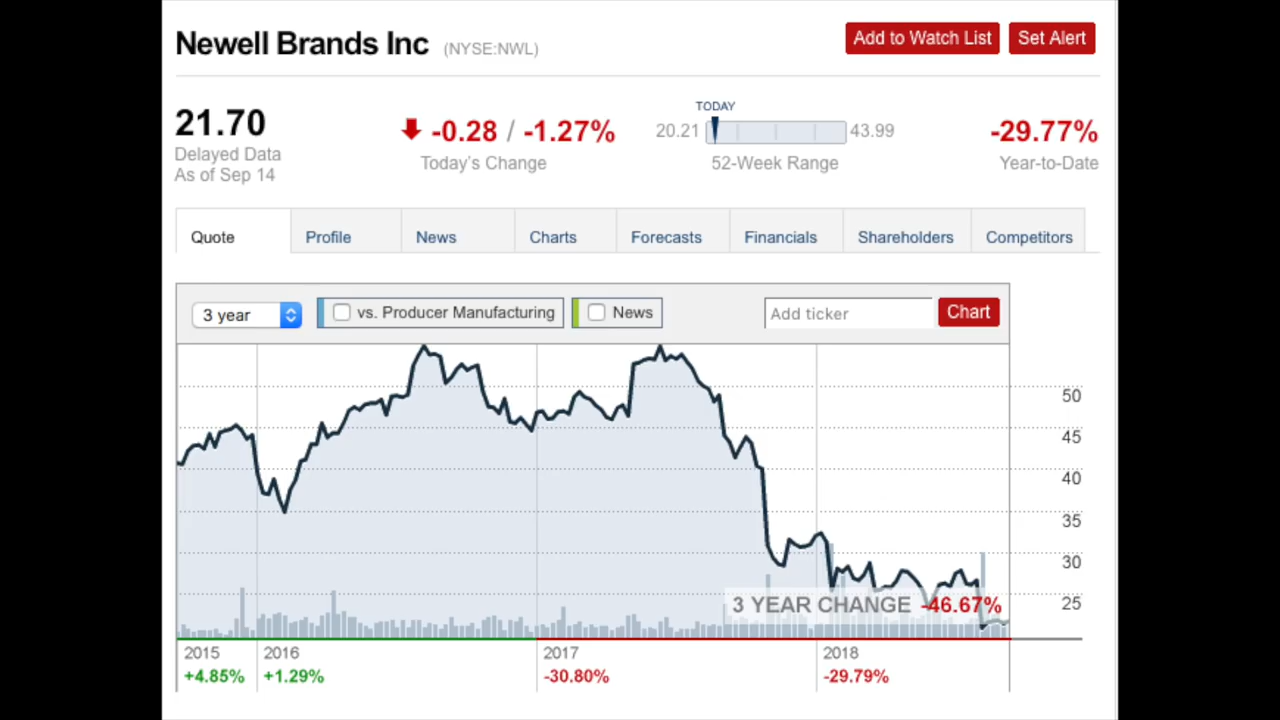 Newell Brands Inc (NYSE:NWL)
Add to Watch List
Set Alert
21.70
Delayed Data
As of Sep 14
-0.28 / -1.27%
Today's Change
TODAY
20.21
43.99
52-Week Range
-29.77%
Year-to-Date
Quote
Profile
News
Charts
Forecasts
Financials
Shareholders
Competitors
3 year
vs. Producer Manufacturing
News
Add ticker
Chart
50
45
40
35
30
25
3 YEAR CHANGE -46.67%
2015
2016
2017
2018
+4.85%
+1.29%
-30.80%
-29.79%